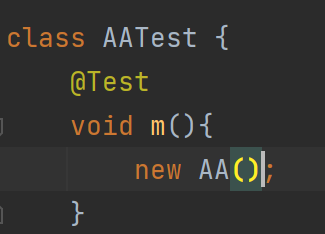 class AATest {
@Test
void m(){
new AA();
}